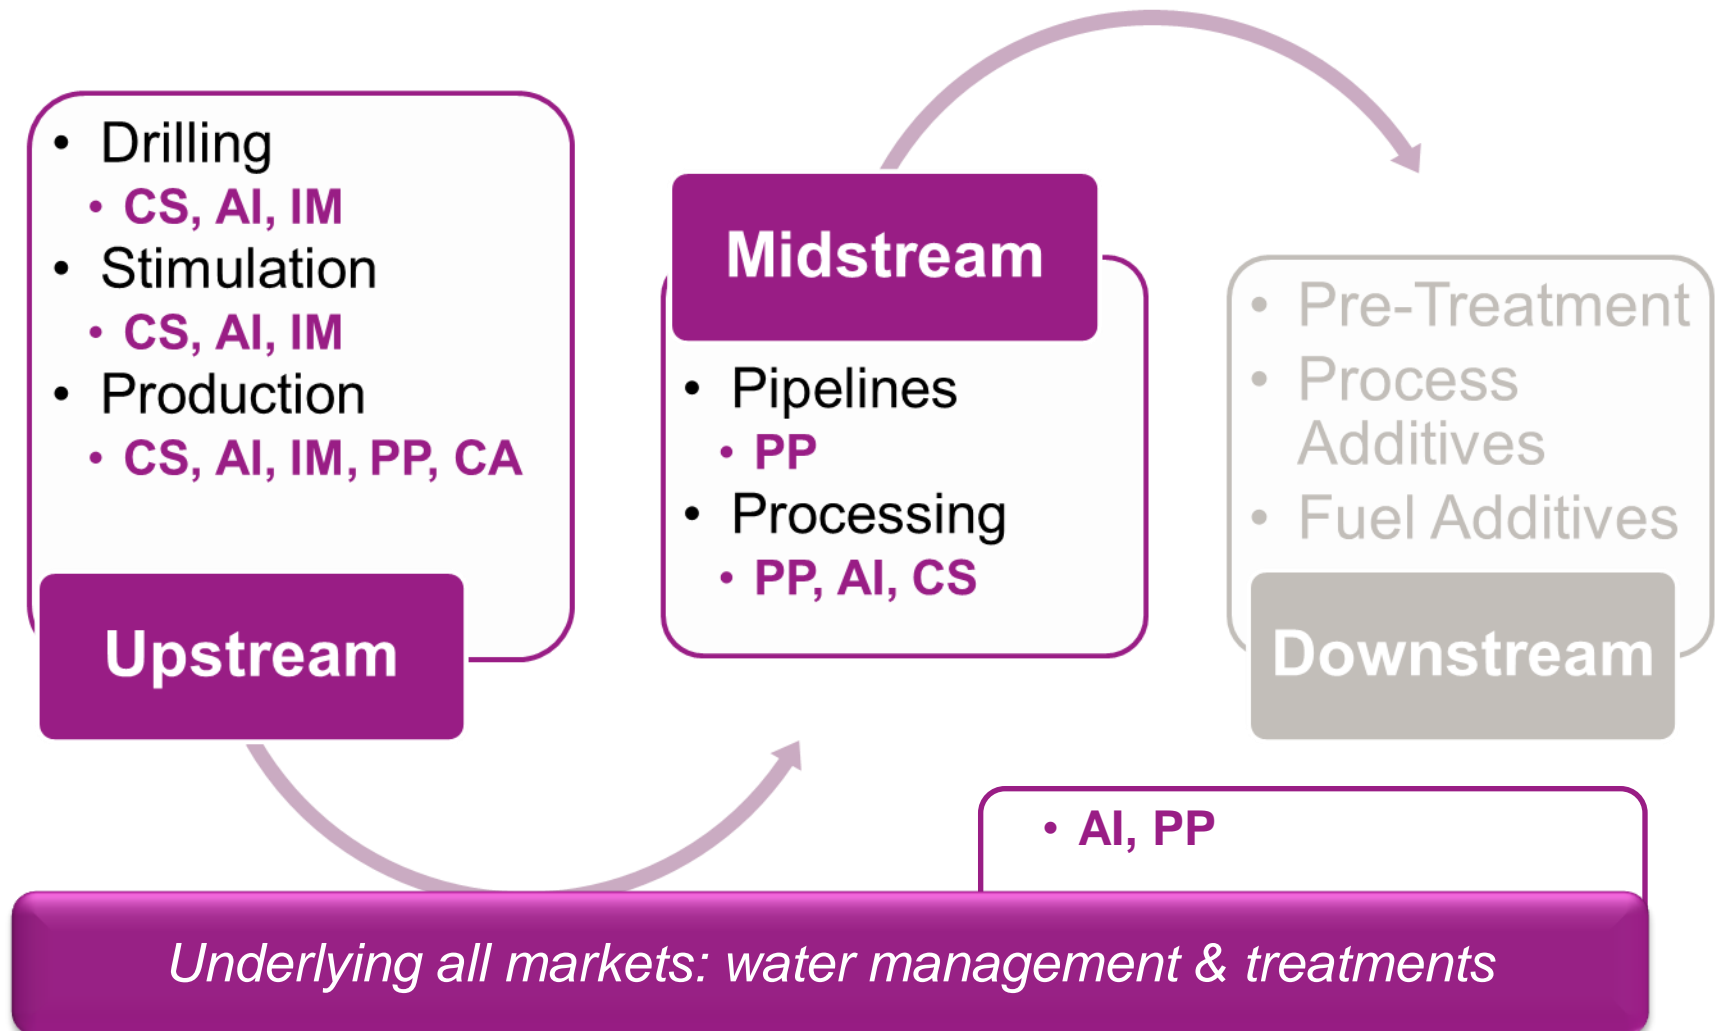 • Drilling
• CS, AI, IM
• Stimulation
• CS, AI, IM
• Production
• CS, AI, IM, PP, CA
Upstream
Midstream
• Pipelines
• PP
• Processing
• PP, AI, CS
• Pre-Treatment
• Process
Additives
• Fuel Additives
Downstream
• AI, PP
Underlying all markets: water management & treatments